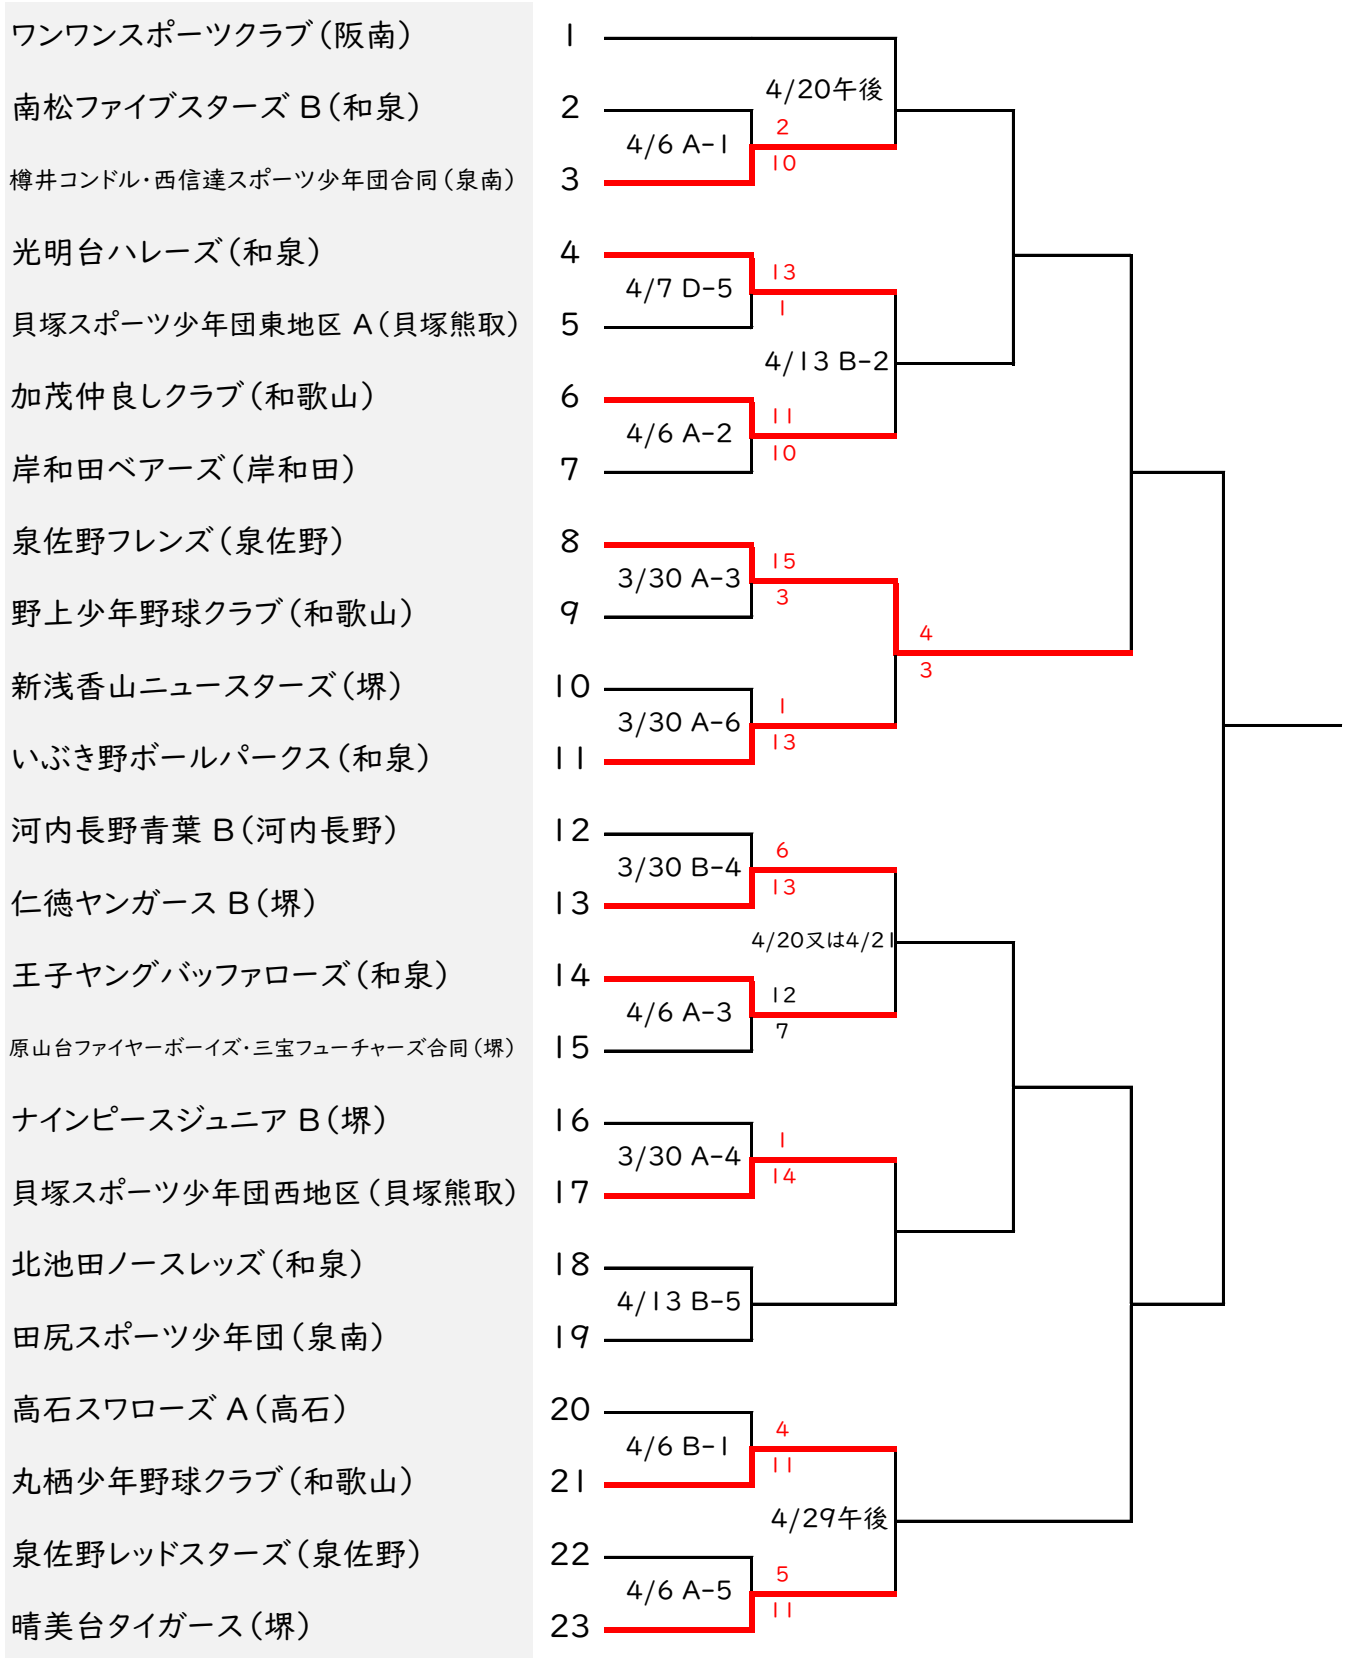 ワンワンスポーツクラブ(阪南) 1
4/20午後
南松ファイブスターズ B(和泉) 2
4/6 A-1
2
10
樽井コンドル・西信達スポーツ少年団合同(泉南) 3
光明台ハレーズ(和泉) 4
4/7 D-5
13
1
貝塚スポーツ少年団東地区 A(貝塚熊取) 5
4/13 B-2
加茂仲良しクラブ(和歌山) 6
4/6 A-2
11
10
岸和田ベアーズ(岸和田) 7
泉佐野フレンズ(泉佐野) 8
3/30 A-3
15
3
野上少年野球クラブ(和歌山) 9
4
3
新浅香山ニュースターズ(堺) 10
3/30 A-6
1
13
いぶき野ボールパークス(和泉) 11
河内長野青葉 B(河内長野) 12
3/30 B-4
6
13
仁徳ヤンガース B(堺) 13
4/20又は4/21
王子ヤングバッファローズ(和泉) 14
4/6 A-3
12
7
原山台ファイヤーボーイズ・三宝フューチャーズ合同(堺) 15
ナインピースジュニア B(堺) 16
3/30 A-4
1
14
貝塚スポーツ少年団西地区(貝塚熊取) 17
北池田ノースレッズ(和泉) 18
4/13 B-5
田尻スポーツ少年団(泉南) 19
高石スワローズ A(高石) 20
4/6 B-1
4
11
丸栖少年野球クラブ(和歌山) 21
4/29午後
泉佐野レッドスターズ(泉佐野) 22
4/6 A-5
5
11
晴美台タイガース(堺) 23